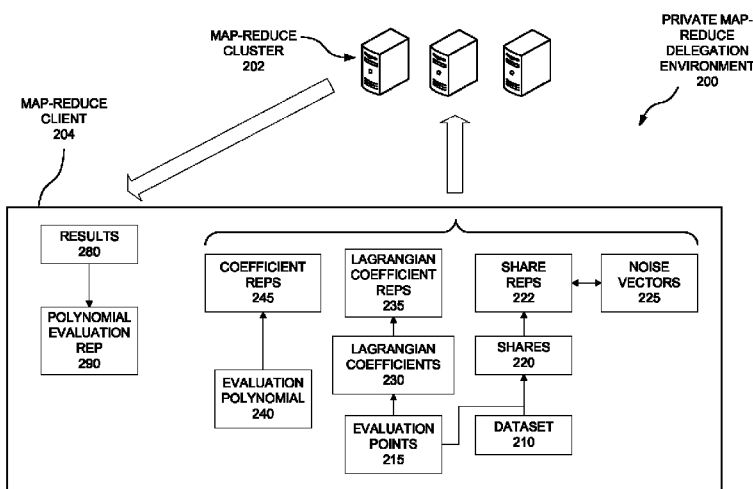 MAP-REDUCE
CLUSTER
202
PRIVATE MAP-
REDUCE
DELEGATION
ENVIRONMENT
200
MAP-REDUCE
CLIENT
204
RESULTS
280
POLYNOMIAL
EVALUATION
REP
290
COEFFICIENT
REPS
245
EVALUATION
POLYNOMIAL
240
LAGRANGIAN
COEFFICIENT
REPS
235
LAGRANGIAN
COEFFICIENTS
230
EVALUATION
POINTS
215
SHARE
REPS
222
NOISE
VECTORS
225
SHARES
220
DATASET
210